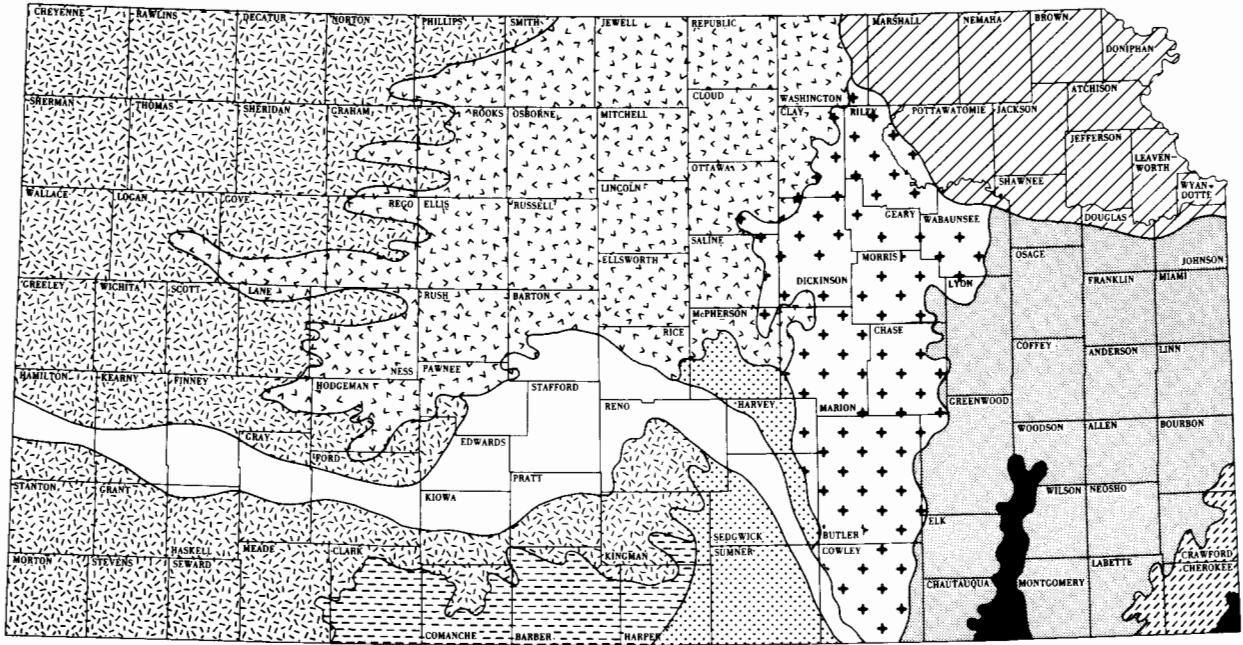 CHEYENNE
RAWLINS
DECATUR
NORTON
PHILLIPS
SMITH
JEWELL
REPUBLIC
MARSHALL
NEMAHA
BROWN
DONIPHAN
SHERMAN
THOMAS
SHERIDAN
GRAHAM
ROOKS
OSBORNE
MITCHELL
CLOUD
WASHINGTON
CLAY
RILEY
POTTAWATOMIE
JACKSON
ATCHISON
JEFFERSON
LEAVEN-
WORTH
WYAN-
DOTTE
WALLACE
LOGAN
GOVE
REGO
ELLIS
RUSSELL
LINCOLN
OTTAWA
SALINE
GEARY
WABAUNSEE
SHAWNEE
DOUGLAS
JOHNSON
GREELEY
WICHITA
SCOTT
LANE
RUSH
BARTON
ELLSWORTH
DICKINSON
MORRIS
LYON
OSAGE
FRANKLIN
MIAMI
NESS
PAWNEE
RICE
McPHERSON
CHASE
COFFEY
ANDERSON
LINN
HAMILTON
KEARNY
FINNEY
HODGEMAN
STAFFORD
RENO
HARVEY
MARION
GREENWOOD
GRAY
FORD
EDWARDS
PRATT
WOODSON
ALLEN
BOURBON
STANTON
GRANT
KIOWA
SEDGWICK
BUTLER
ELK
WILSON
NEOSHO
HASKELL
MEADE
CLARK
KINGMAN
SUMNER
COWLEY
CRAWFORD
MORTON
STEVENS
SEWARD
COMANCHE
BARBER
HARPER
CHAUTAUQUA
MONTGOMERY
LABETTE
CHEROKEE